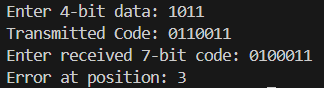 Enter 4-bit data: 1011
Transmitted Code: 0110011
Enter received 7-bit code: 0100011
Error at position: 3